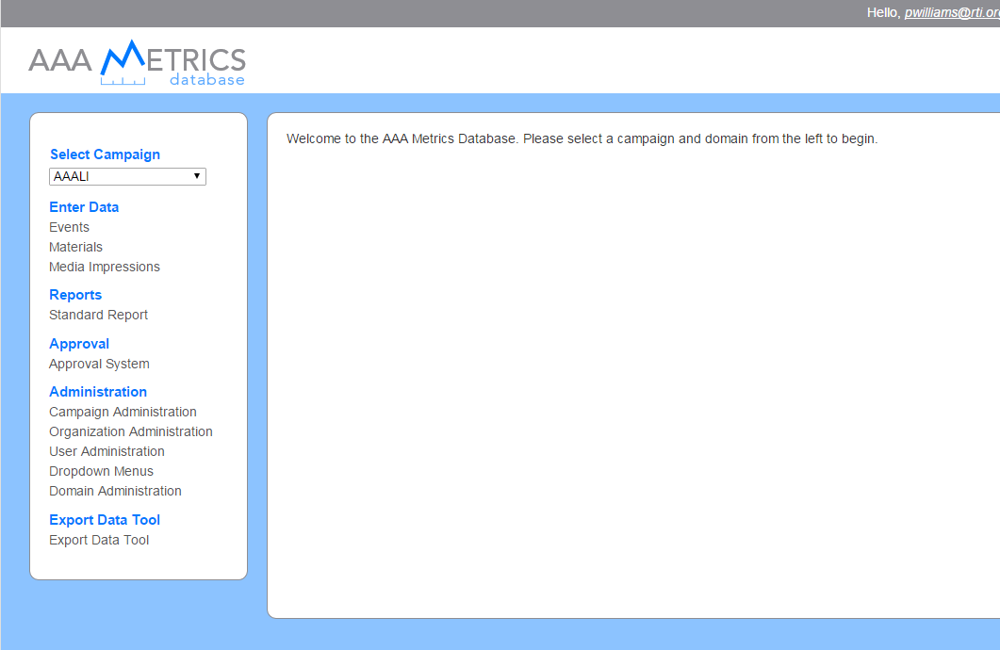 Hello, pwilliams@rti.or
AAA METRICS
database
Select Campaign
AAALI
Enter Data
Events
Materials
Media Impressions
Reports
Standard Report
Approval
Approval System
Administration
Campaign Administration
Organization Administration
User Administration
Dropdown Menus
Domain Administration
Export Data Tool
Export Data Tool
Welcome to the AAA Metrics Database. Please select a campaign and domain from the left to begin.